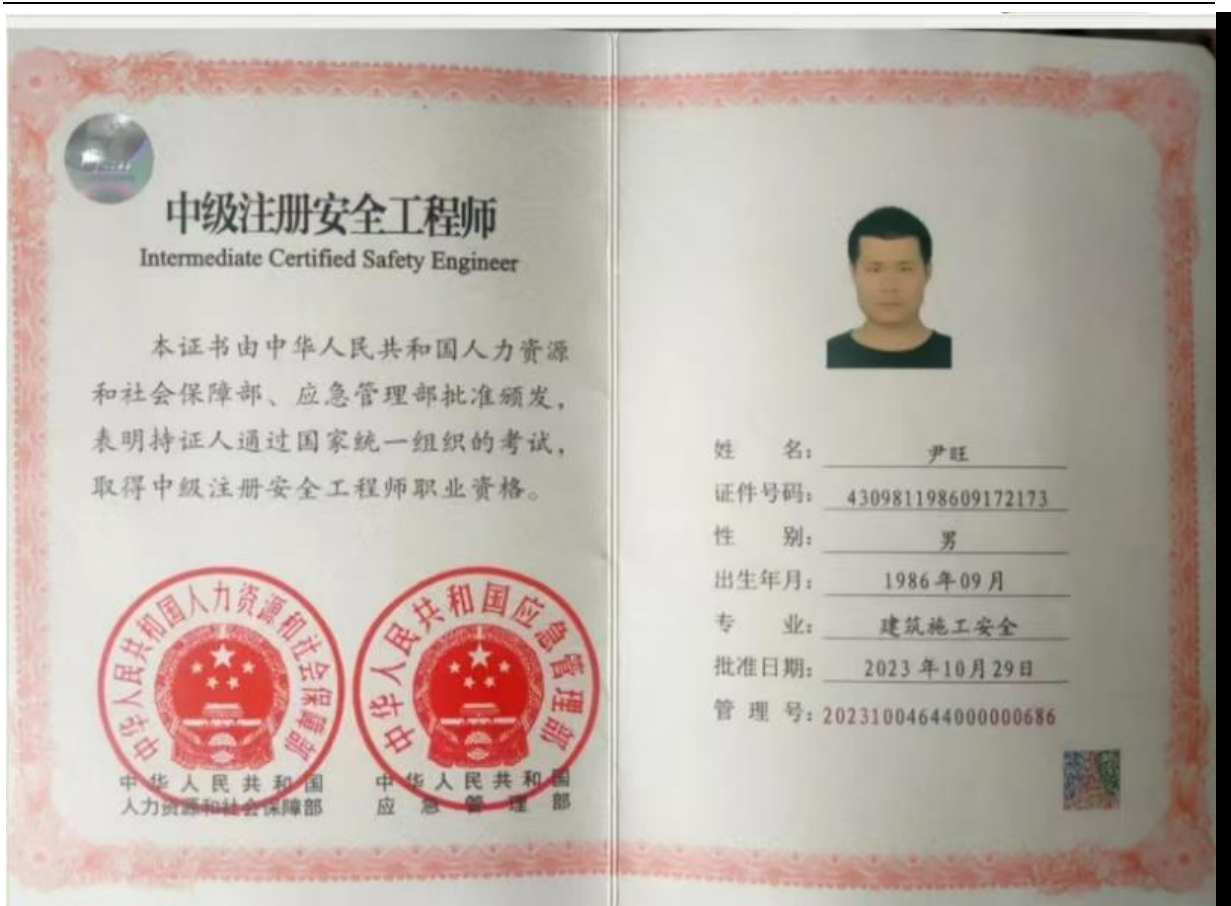 中级注册安全工程师
Intermediate Certified Safety Engineer
本证书由中华人民共和国人力资源
和社会保障部、应急管理部批准颁发，
表明持证人通过国家统一组织的考试，
取得中级注册安全工程师职业资格。
中华人民共和国人力资源和社会保障部
中华人民共和国应急管理部
中华人民共和国
人力资源和社会保障部
中华人民共和国
应急管理部
姓 名：尹旺
证件号码：430981198609172173
性 别：男
出生年月：1986年09月
专 业：建筑施工安全
批准日期：2023年10月29日
管 理 号：20231004644000000686